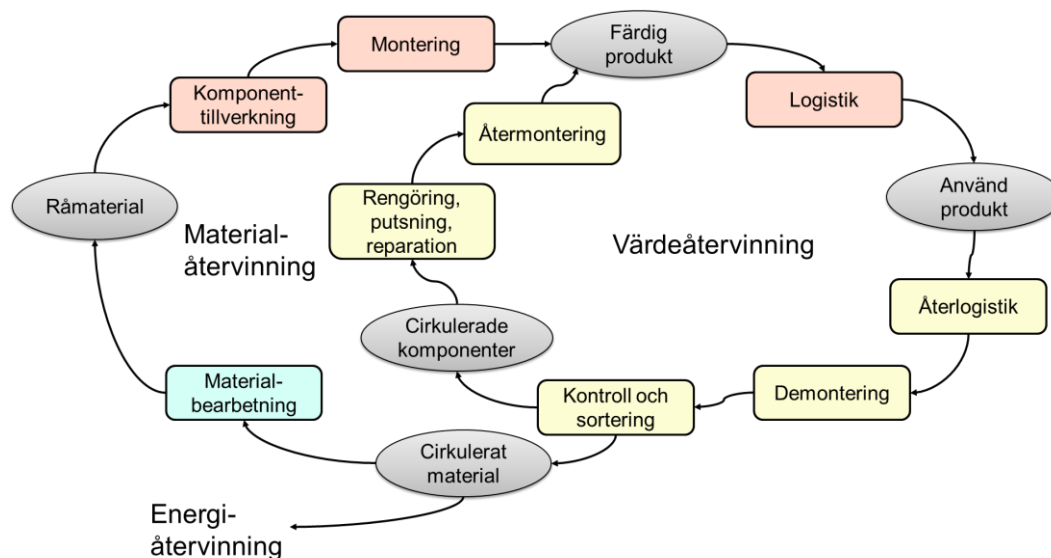 Montering
Färdig
produkt
Komponent-
tillverkning
Logistik
Återmontering
Råmaterial
Rengöring,
putsning,
reparation
Använd
produkt
Material-
återvinning
Värdeåtervinning
Återlogistik
Cirkulerade
komponenter
Material-
bearbetning
Kontroll och
sortering
Demontering
Cirkulerat
material
Energi-
återvinning